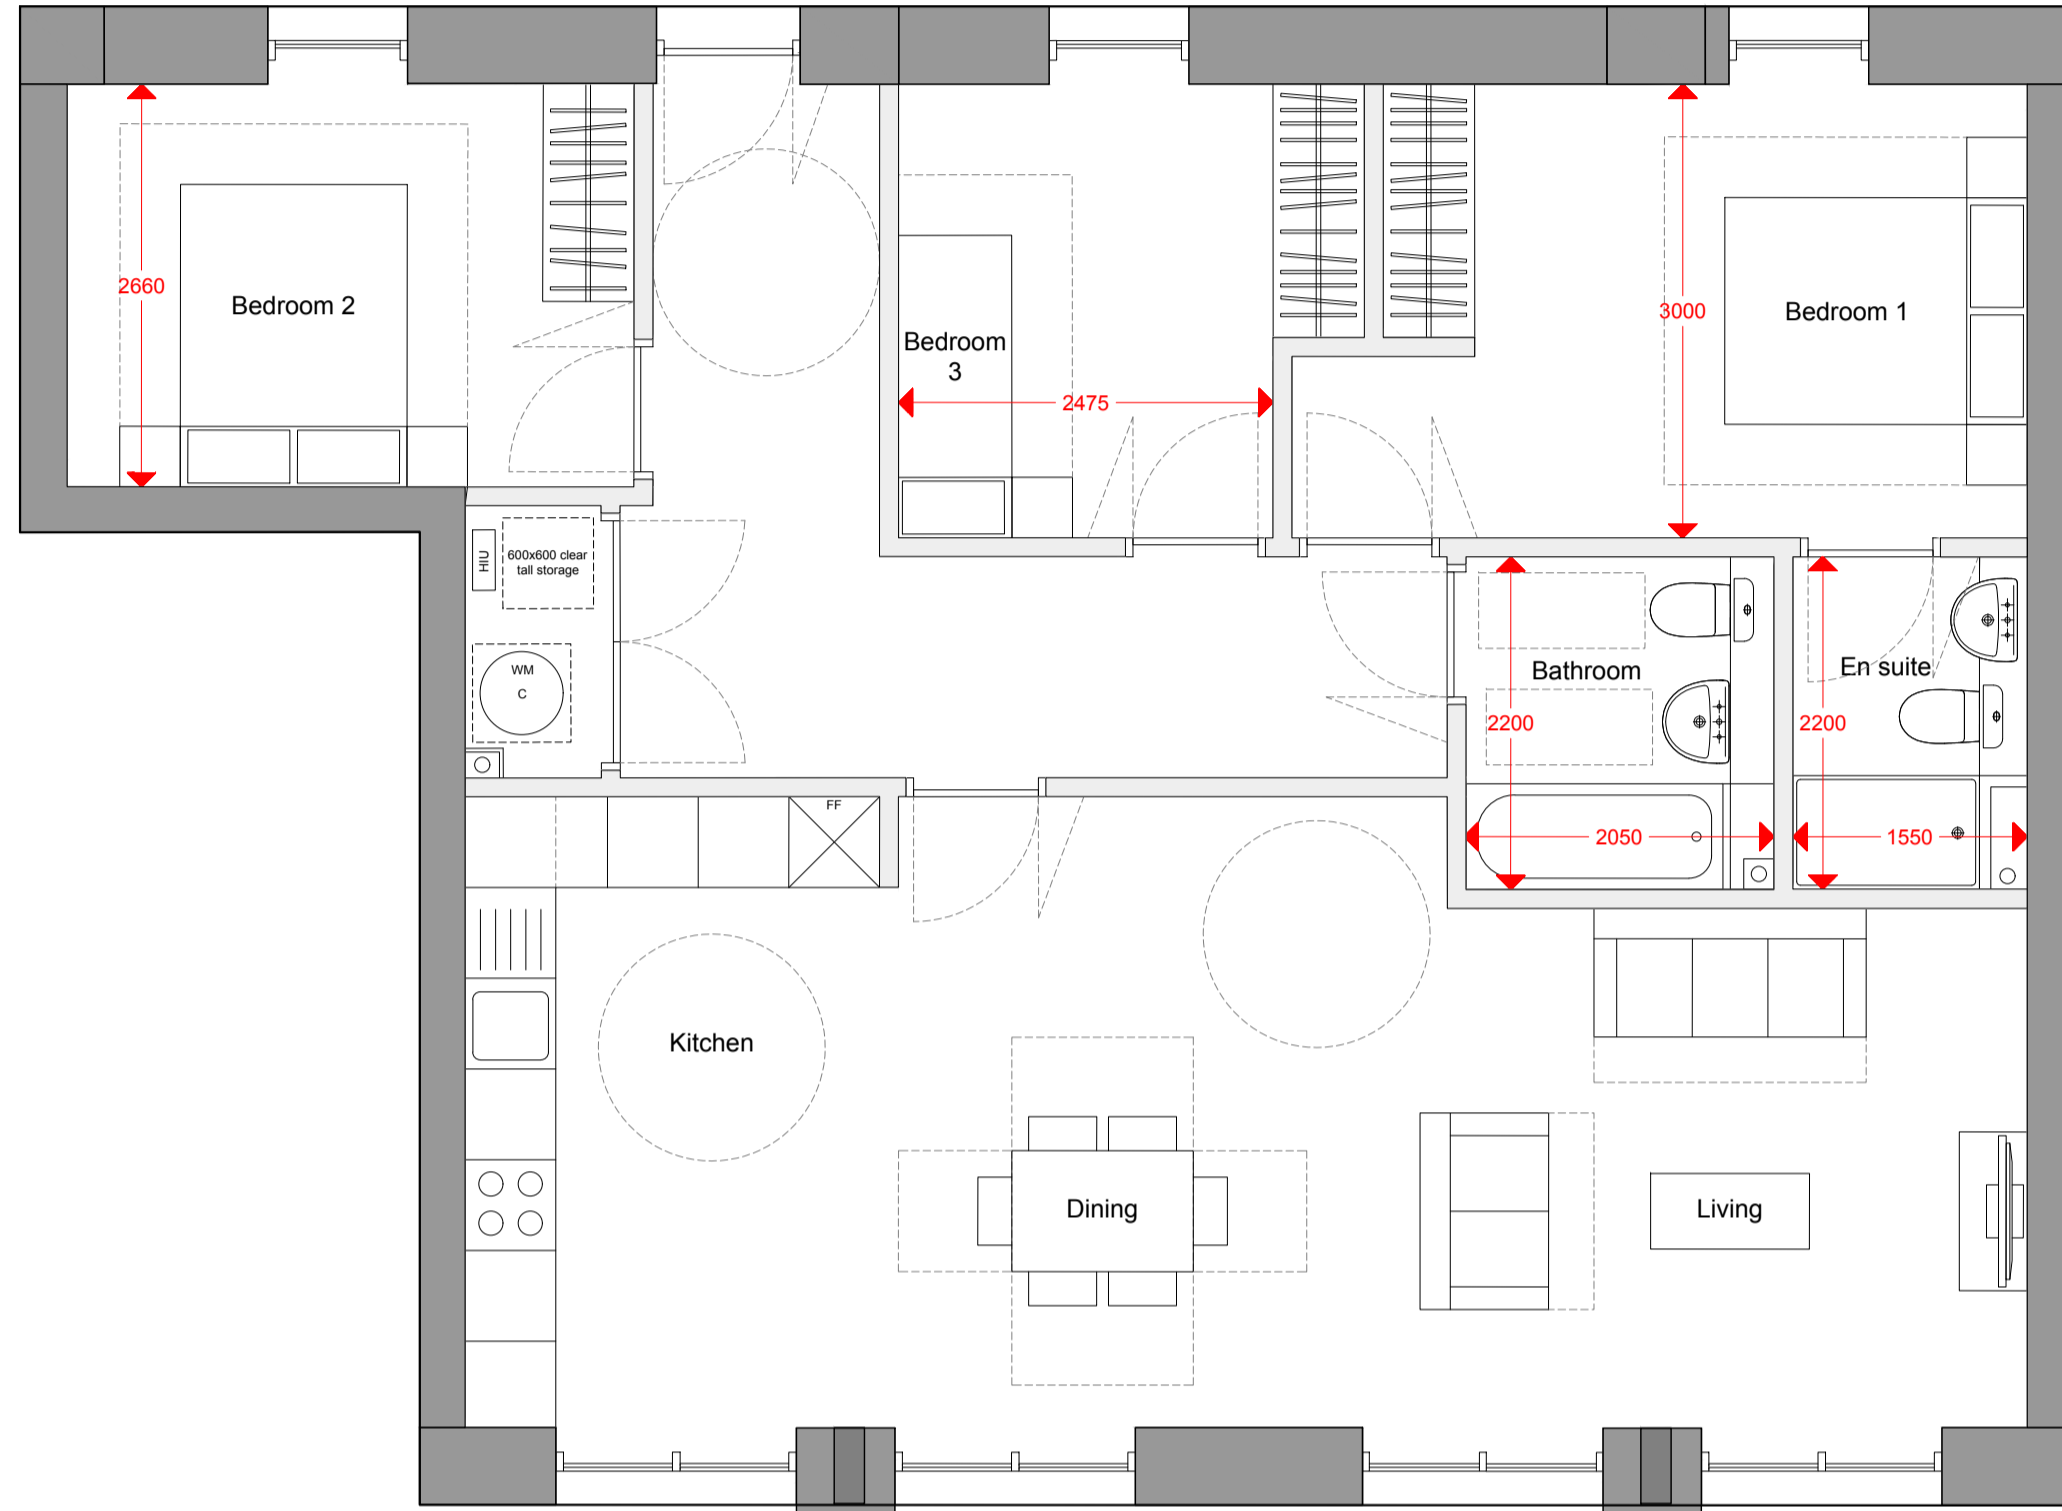 2660
Bedroom 2
Bedroom
3
2475
3000
Bedroom 1
HIU
600x600 clear
tall storage
WM
C
Bathroom
En suite
2200
2200
FF
2050
1550
Kitchen
Dining
Living